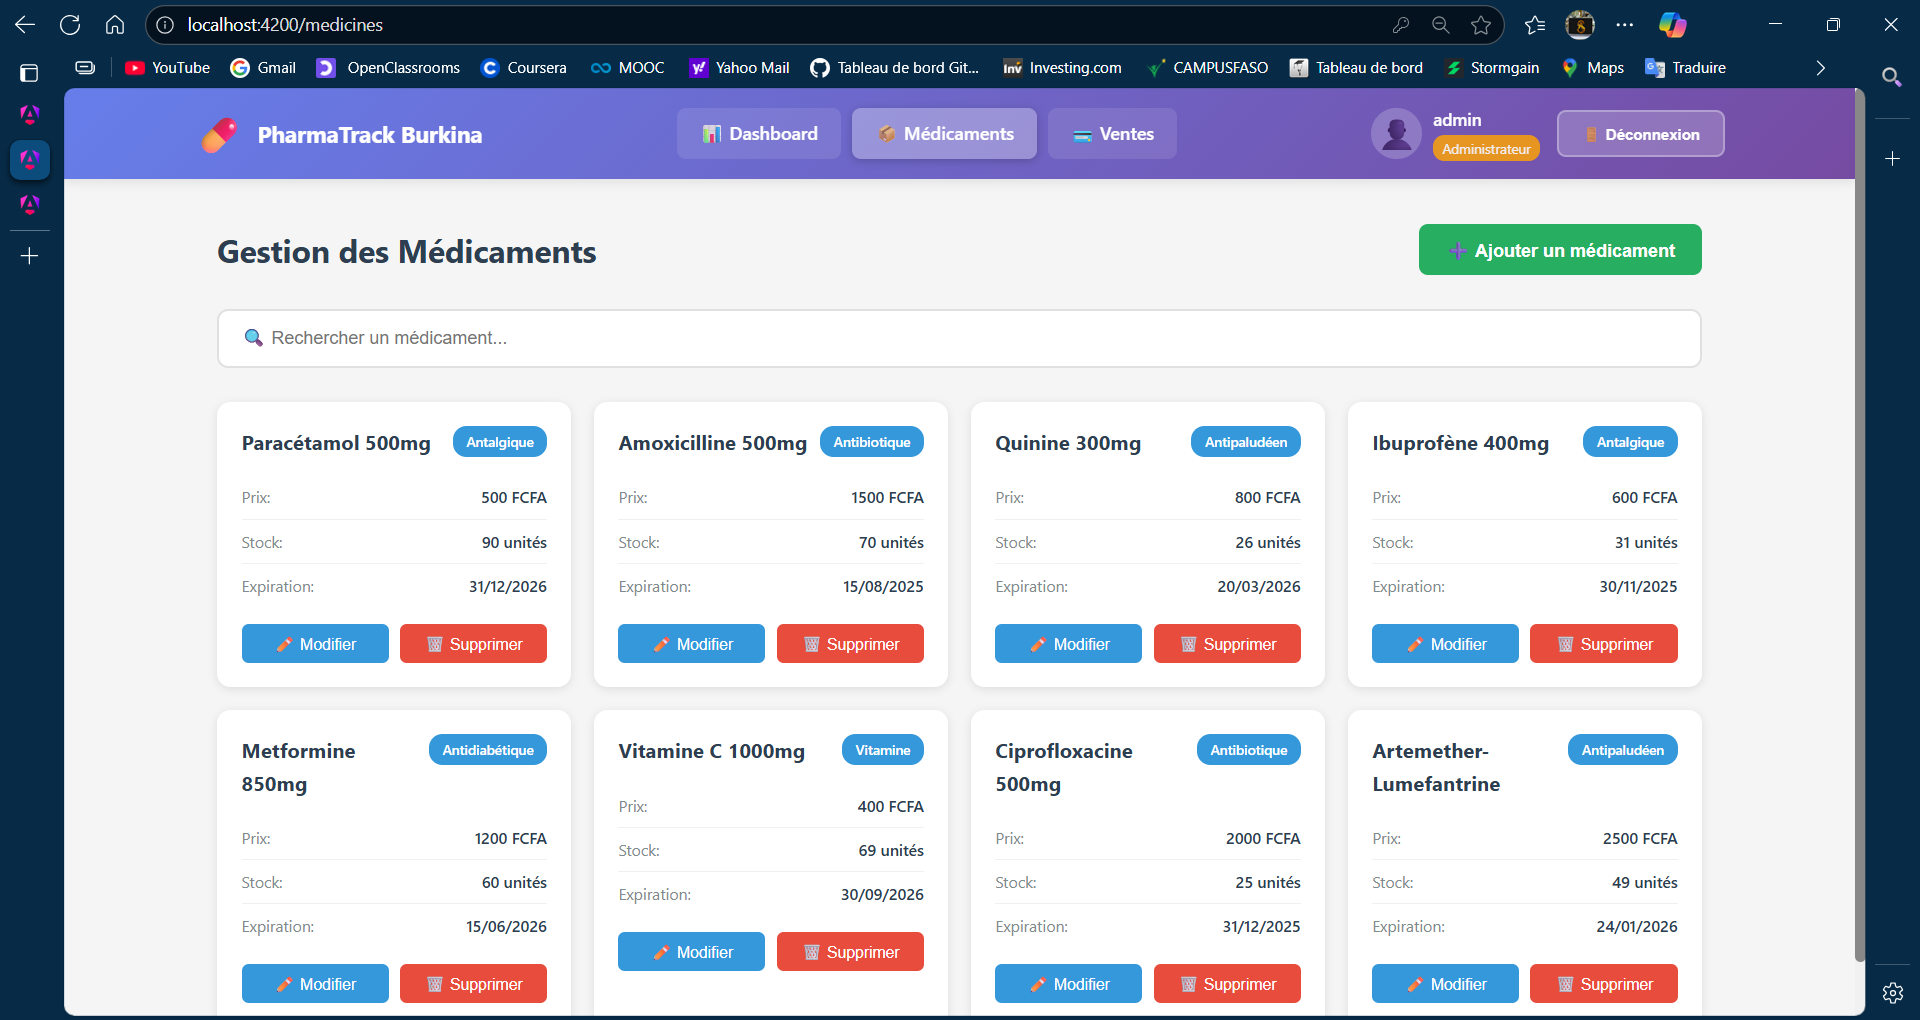 localhost:4200/medicines
YouTube Gmail OpenClassrooms Coursera MOOC Yahoo Mail Tableau de bord Git... Investing.com CAMPUSFASO Tableau de bord Stormgain Maps Traduire
PharmaTrack Burkina
Dashboard Médicaments Ventes
admin
Administrateur
Déconnexion
Gestion des Médicaments
Ajouter un médicament
Rechercher un médicament...
Paracétamol 500mg Antalgique
Prix: 500 FCFA
Stock: 90 unités
Expiration: 31/12/2026
Modifier Supprimer
Amoxicilline 500mg Antibiotique
Prix: 1500 FCFA
Stock: 70 unités
Expiration: 15/08/2025
Modifier Supprimer
Quinine 300mg Antipaludéen
Prix: 800 FCFA
Stock: 26 unités
Expiration: 20/03/2026
Modifier Supprimer
Ibuprofène 400mg Antalgique
Prix: 600 FCFA
Stock: 31 unités
Expiration: 30/11/2025
Modifier Supprimer
Metformine Antidiabétique
850mg
Prix: 1200 FCFA
Stock: 60 unités
Expiration: 15/06/2026
Modifier Supprimer
Vitamine C 1000mg Vitamine
Prix: 400 FCFA
Stock: 69 unités
Expiration: 30/09/2026
Modifier Supprimer
Ciprofloxacine Antibiotique
500mg
Prix: 2000 FCFA
Stock: 25 unités
Expiration: 31/12/2025
Modifier Supprimer
Artemether- Antipaludéen
Lumefantrine
Prix: 2500 FCFA
Stock: 49 unités
Expiration: 24/01/2026
Modifier Supprimer